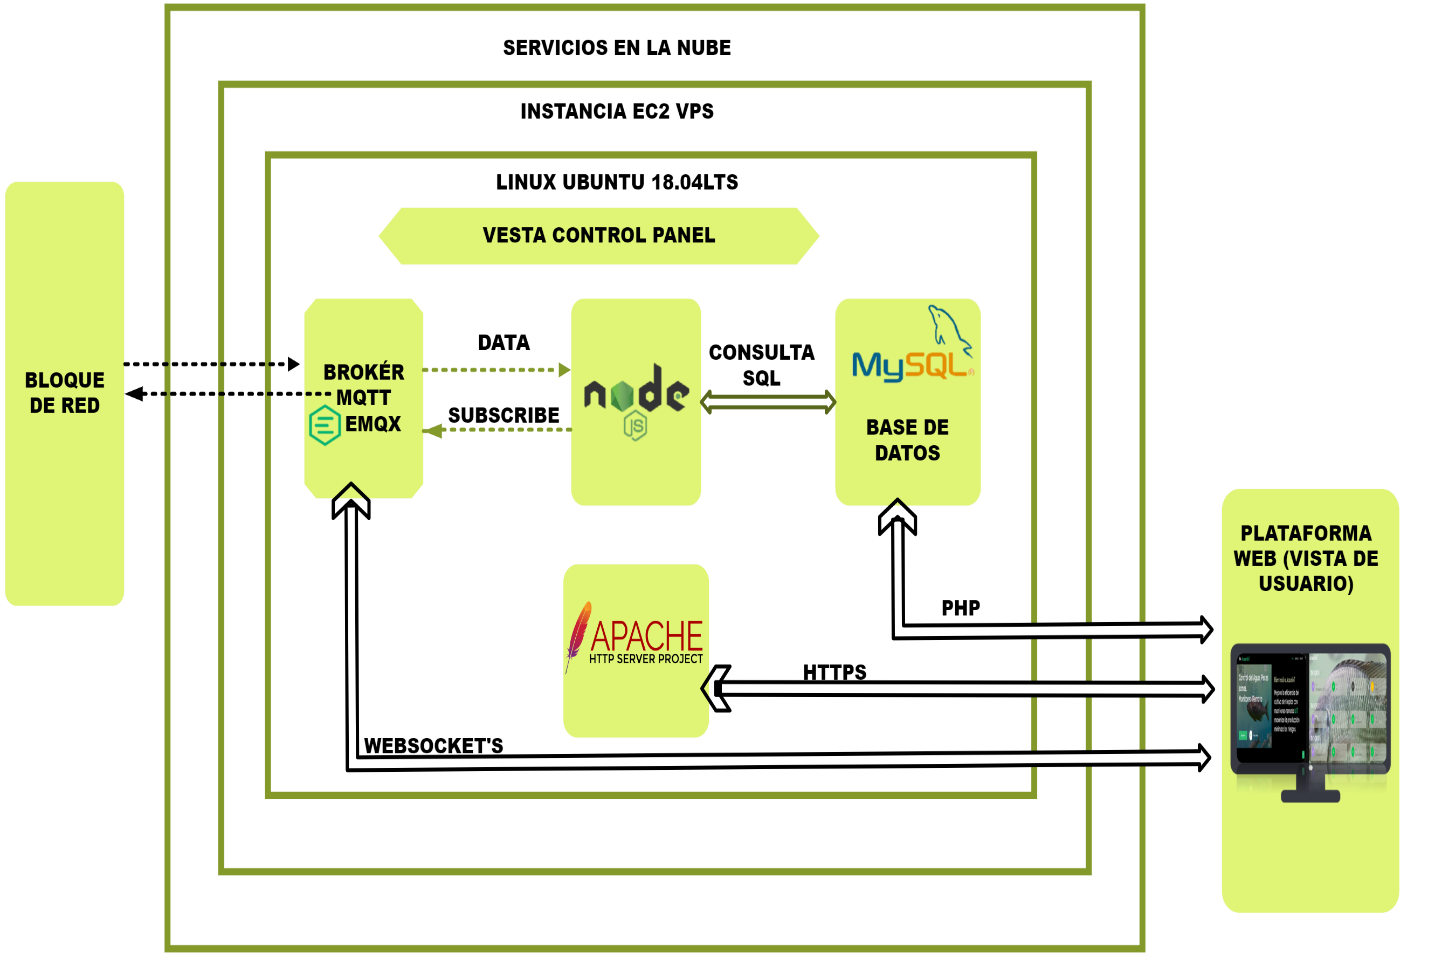 SERVICIOS EN LA NUBE
INSTANCIA EC2 VPS
LINUX UBUNTU 18.04LTS
VESTA CONTROL PANEL
BLOQUE
DE RED
BROKÉR
MQTT
EMQX
DATA
SUBSCRIBE
node
JS
CONSULTA
SQL
MySQL
BASE DE
DATOS
PLATAFORMA
WEB (VISTA DE
USUARIO)
APACHE
HTTP SERVER PROJECT
PHP
HTTPS
WEBSOCKET'S